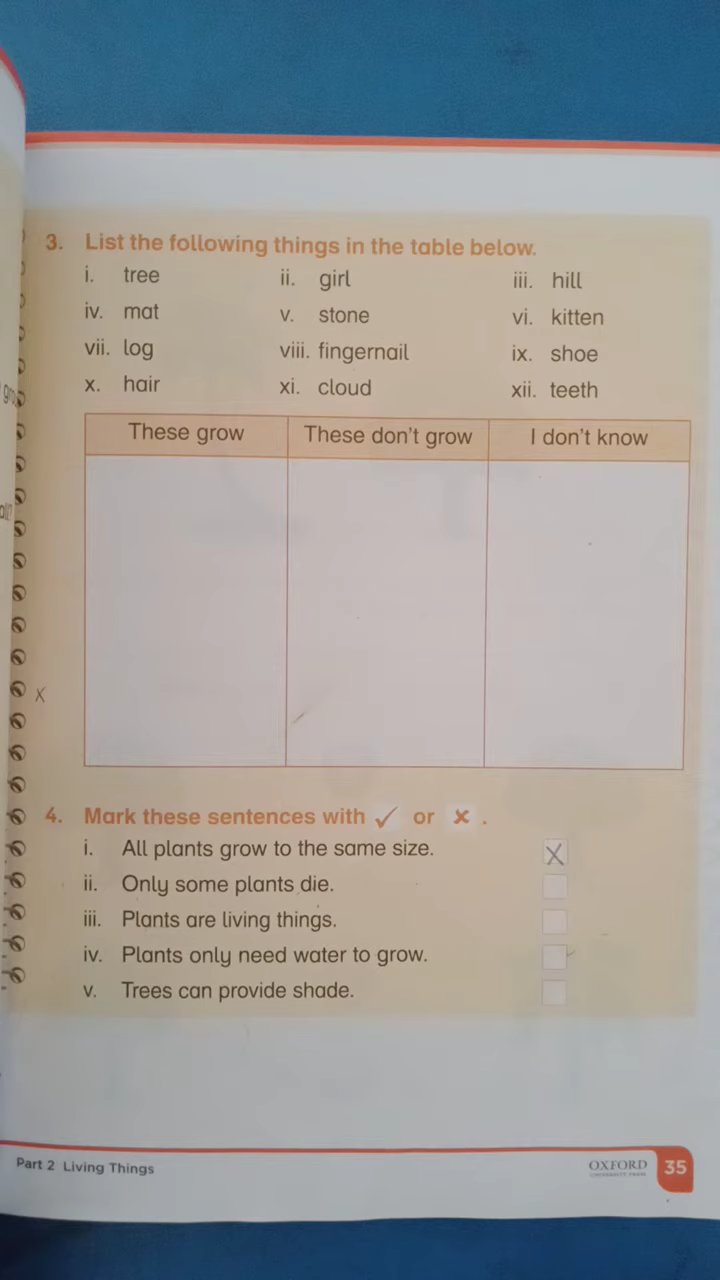 3. List the following things in the table below.
i. tree ii. girl iii. hill
iv. mat v. stone vi. kitten
vii. log viii. fingernail ix. shoe
x. hair xi. cloud xii. teeth
These grow These don't grow I don't know
X
4. Mark these sentences with ✓ or ✗ .
i. All plants grow to the same size. X
ii. Only some plants die.
iii. Plants are living things.
iv. Plants only need water to grow.
v. Trees can provide shade.
Part 2 Living Things
OXFORD
UNIVERSITY PRESS
35